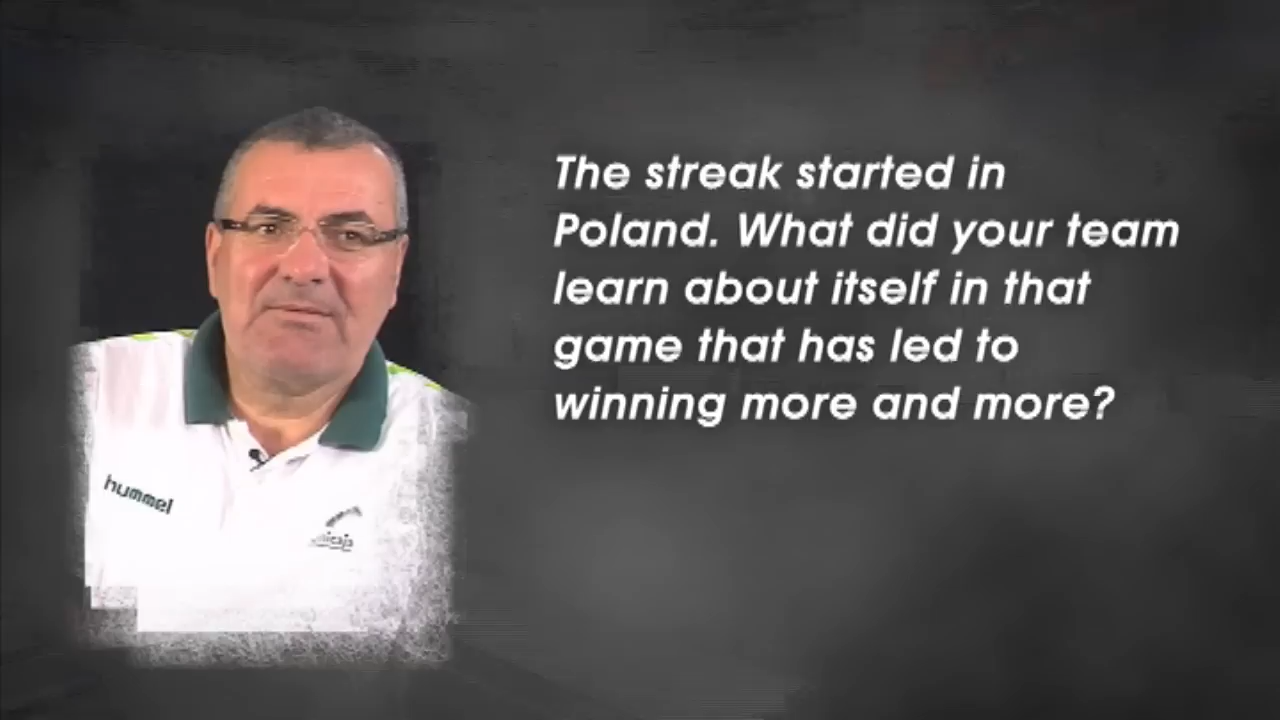 The streak started in
Poland. What did your team
learn about itself in that
game that has led to
winning more and more?
hummel